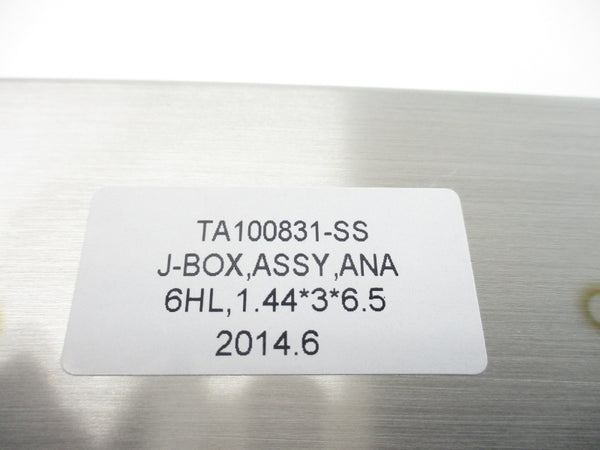 TA100831-SS
J-BOX,ASSY,ANA
6HL,1.44*3*6.5
2014.6